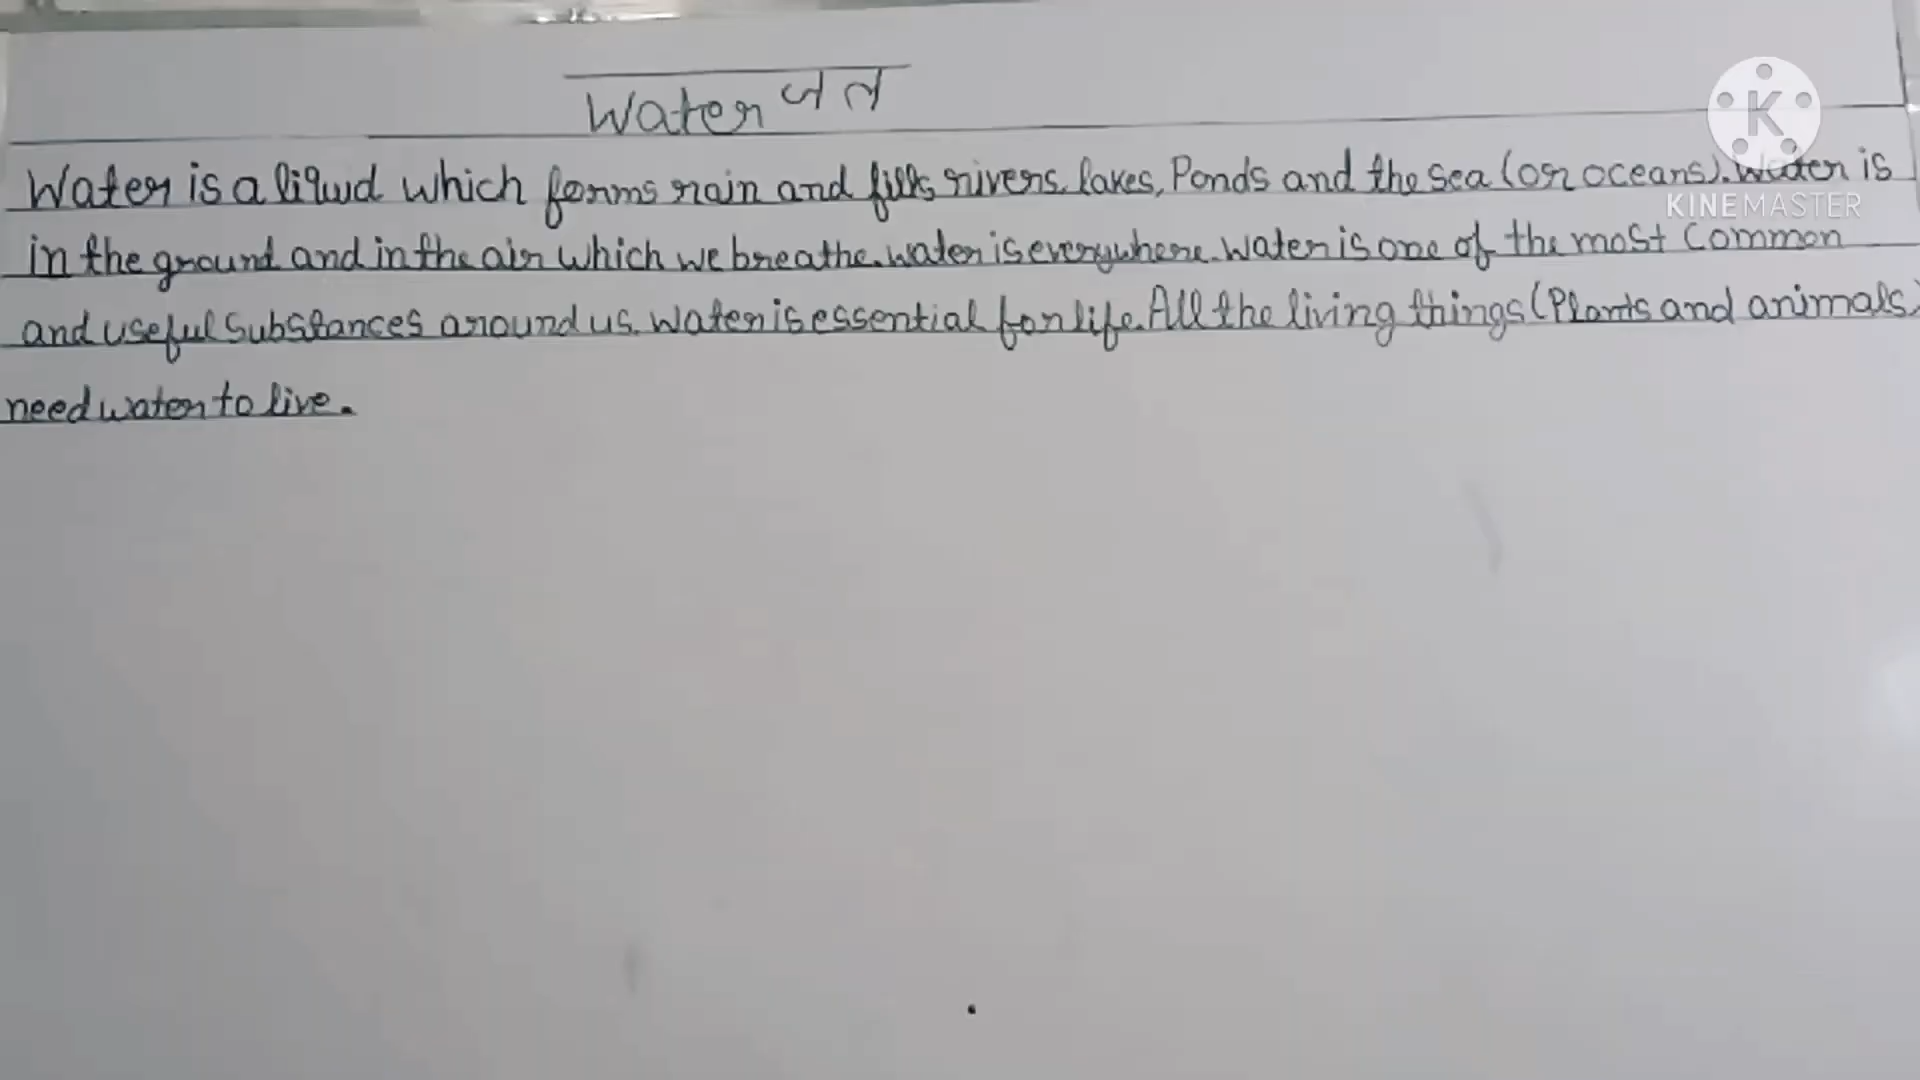 Water जल
Water is a liquid which forms rain and fills rivers, lakes, Ponds and the sea (or oceans). Water is
in the ground and in the air which we breathe. water is everywhere. Water is one of the most Common
and useful substances around us. Water is essential for life. All the living things (Plants and animals)
need water to live.
K
KINEMASTER